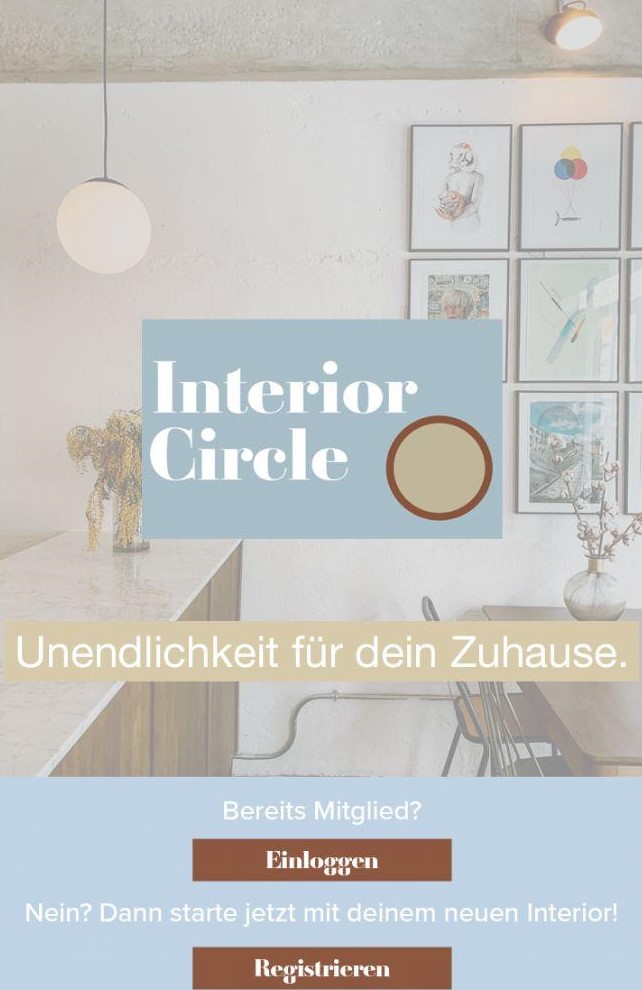 Interior
Circle
Unendlichkeit für dein Zuhause.
Bereits Mitglied?
Einloggen
Nein? Dann starte jetzt mit deinem neuen Interior!
Registrieren